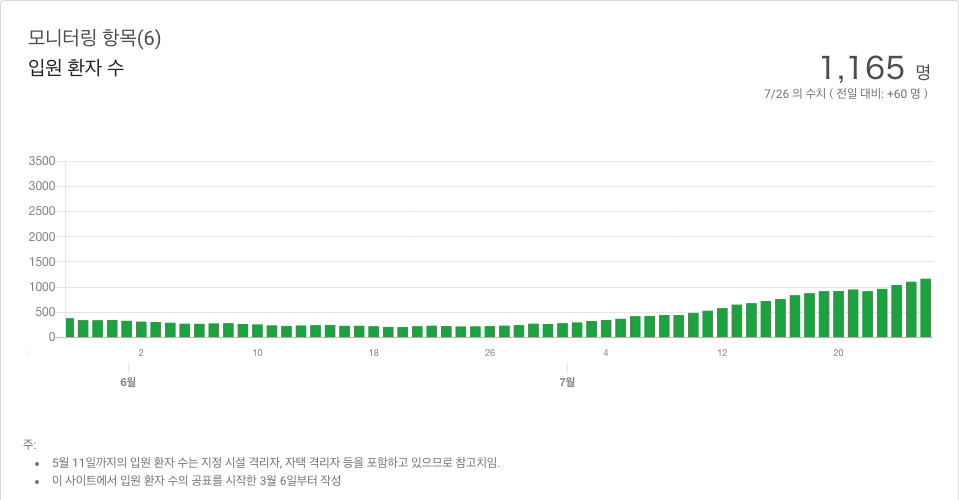 모니터링 항목(6)
입원 환자 수
1,165 명
7/26 의 수치 ( 전일 대비: +60 명 )
3500
3000
2500
2000
1500
1000
500
0
2 10 18 26 4 12 20
6월 7월
주:
• 5월 11일까지의 입원 환자 수는 지정 시설 격리자, 자택 격리자 등을 포함하고 있으므로 참고치임.
• 이 사이트에서 입원 환자 수의 공표를 시작한 3월 6일부터 작성